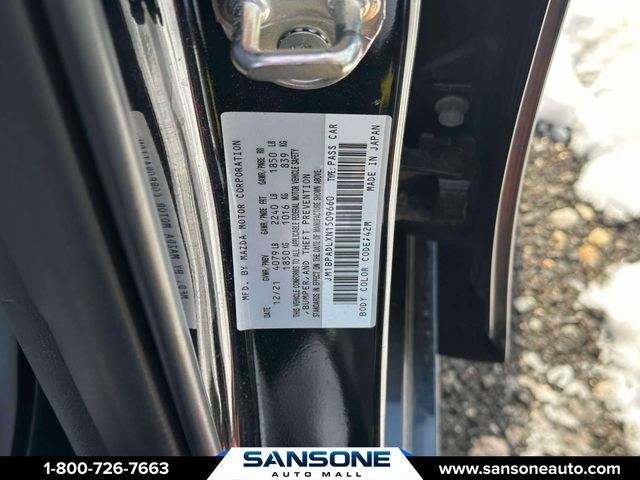 MFD. BY MAZDA MOTOR CORPORATION
DATE GVWR/PNBV GAWR/PNBE FRT GAWR/PNBE RR
12/21 4079 LB 2240 LB 1850 LB
1850 KG 1016 KG 839 KG
THIS VEHICLE CONFORMS TO ALL APPLICABLE FEDERAL MOTOR VEHICLE SAFETY
,BUMPER,AND THEFT PREVENTION
STANDARDS IN EFFECT ON THE DATE OF MANUFACTURE SHOWN ABOVE.
JM1BPADLXN1509660 TYPE: PASS CAR
BODY COLOR CODE/42M MADE IN JAPAN
1-800-726-7663
SANSONE
AUTO MALL
www.sansoneauto.com